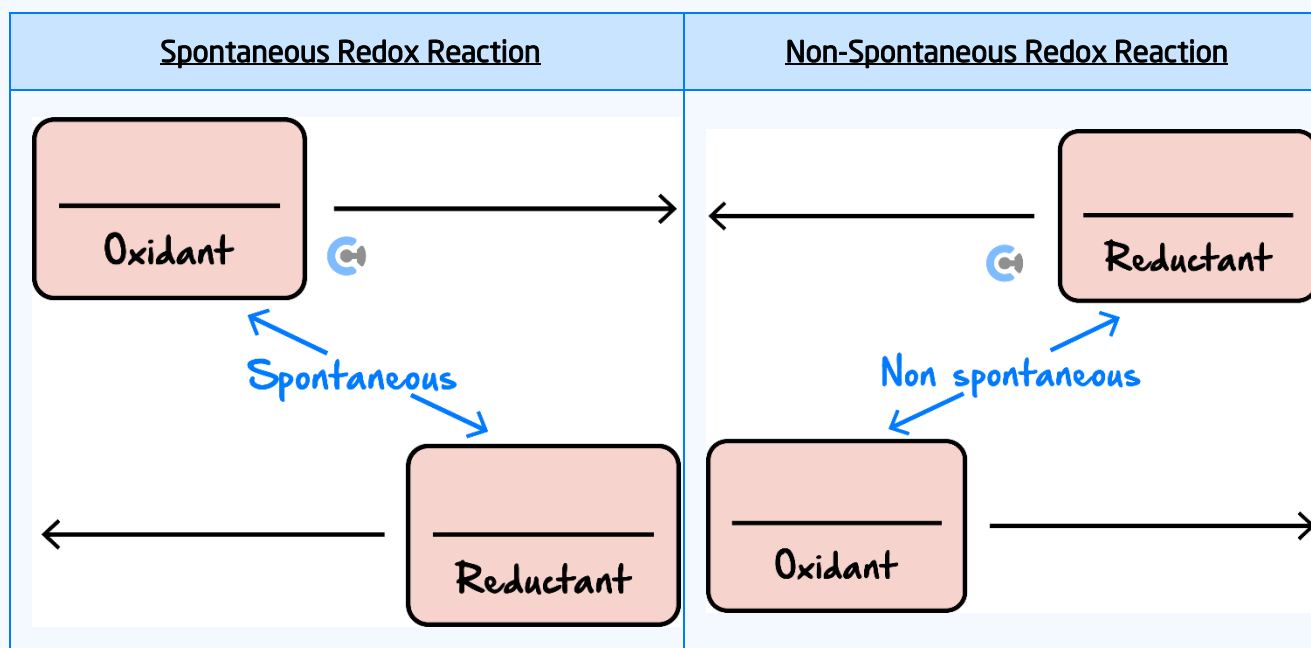 Spontaneous Redox Reaction
Non-Spontaneous Redox Reaction
Oxidant
Spontaneous
Reductant
Reductant
Non spontaneous
Oxidant